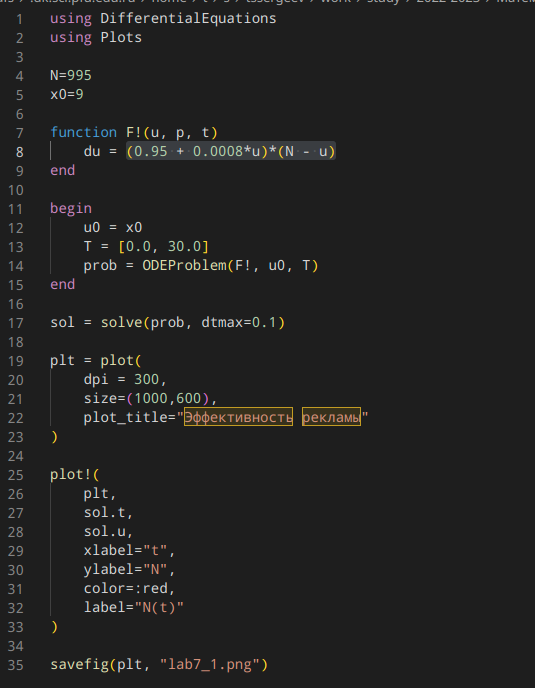 1 using DifferentialEquations
2 using Plots
3
4 N=995
5 x0=9
6
7 function F!(u, p, t)
8     du = (0.95 + 0.0008*u)*(N - u)
9 end
10
11 begin
12     u0 = x0
13     T = [0.0, 30.0]
14     prob = ODEProblem(F!, u0, T)
15 end
16
17 sol = solve(prob, dtmax=0.1)
18
19 plt = plot(
20     dpi = 300,
21     size=(1000,600),
22     plot_title="Эффективность рекламы"
23 )
24
25 plot!(
26     plt,
27     sol.t,
28     sol.u,
29     xlabel="t",
30     ylabel="N",
31     color=:red,
32     label="N(t)"
33 )
34
35 savefig(plt, "lab7_1.png")